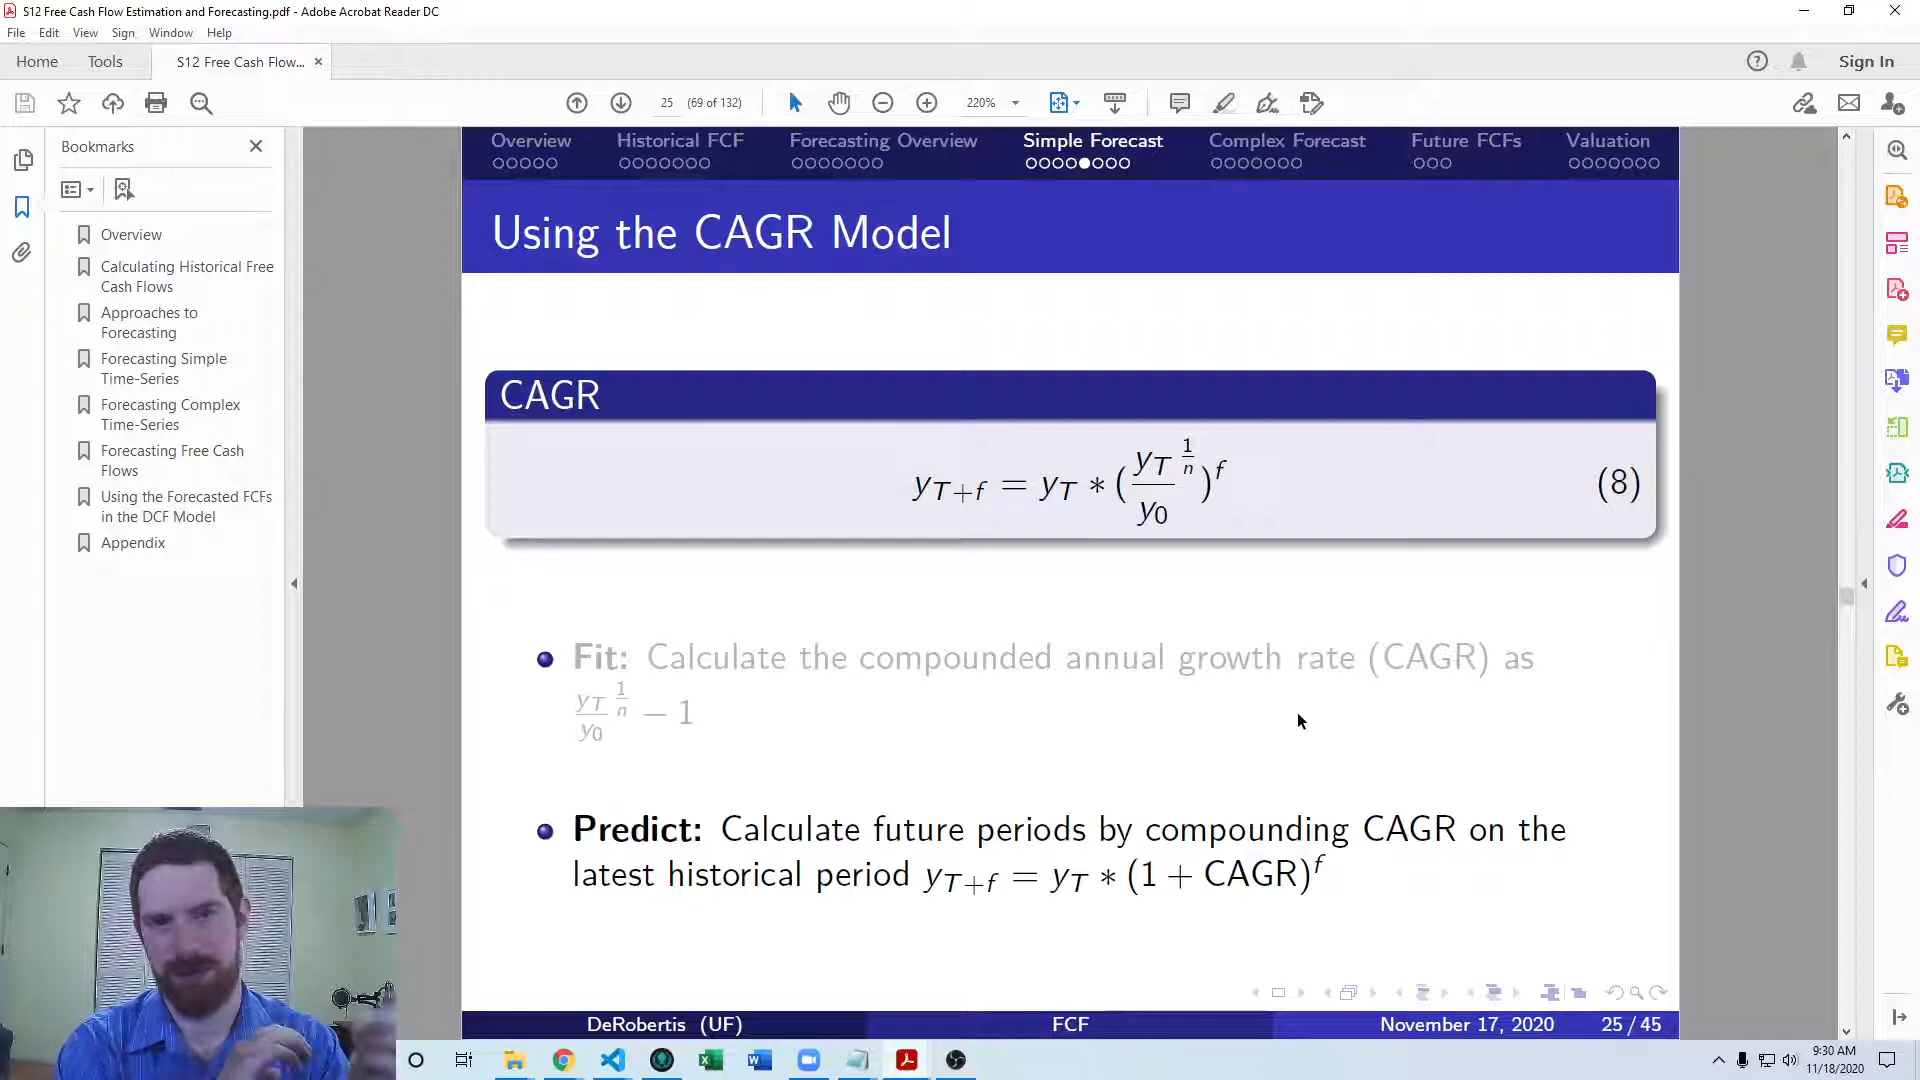 S12 Free Cash Flow Estimation and Forecasting.pdf - Adobe Acrobat Reader DC
File Edit View Sign Window Help
Home Tools S12 Free Cash Flow... × Sign In
25 (69 of 132) 220%
Bookmarks
Overview
Calculating Historical Free
Cash Flows
Approaches to
Forecasting
Forecasting Simple
Time-Series
Forecasting Complex
Time-Series
Forecasting Free Cash
Flows
Using the Forecasted FCFs
in the DCF Model
Appendix
Overview Historical FCF Forecasting Overview Simple Forecast Complex Forecast Future FCFs Valuation
Using the CAGR Model
CAGR
y_{T+f} = y_T * (\frac{y_T}{y_0}^{\frac{1}{n}})^f (8)
Fit: Calculate the compounded annual growth rate (CAGR) as
\frac{y_T}{y_0}^{\frac{1}{n}} − 1
Predict: Calculate future periods by compounding CAGR on the
latest historical period y_{T+f} = y_T * (1 + CAGR)^f
DeRobertis (UF) FCF November 17, 2020 25 / 45
9:30 AM
11/18/2020